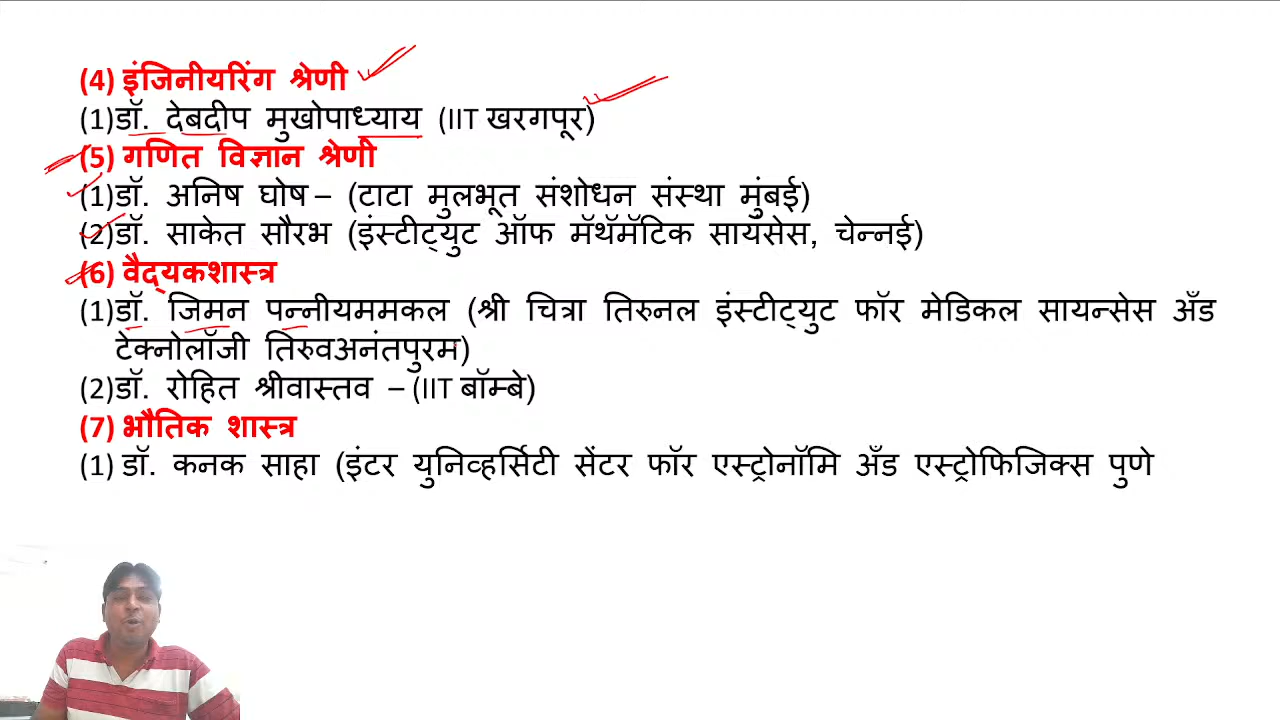 (4) इंजिनीयरिंग श्रेणी
(1)डॉ. देबदीप मुखोपाध्याय (IIT खरगपूर)
(5) गणित विज्ञान श्रेणी
(1)डॉ. अनिष घोष – (टाटा मुलभूत संशोधन संस्था मुंबई)
(2)डॉ. साकेत सौरभ (इंस्टीट्युट ऑफ मॅथॅमॅटिक सायसेस, चेन्नई)
(6) वैद्यकशास्त्र
(1)डॉ. जिमन पन्नीयममकल (श्री चित्रा तिरुनल इंस्टीट्युट फॉर मेडिकल सायन्सेस अँड
टेक्नोलॉजी तिरुवअनंतपुरम)
(2)डॉ. रोहित श्रीवास्तव – (IIT बॉम्बे)
(7) भौतिक शास्त्र
(1) डॉ. कनक साहा (इंटर युनिव्हर्सिटी सेंटर फॉर एस्ट्रोनॉमि अँड एस्ट्रोफिजिक्स पुणे